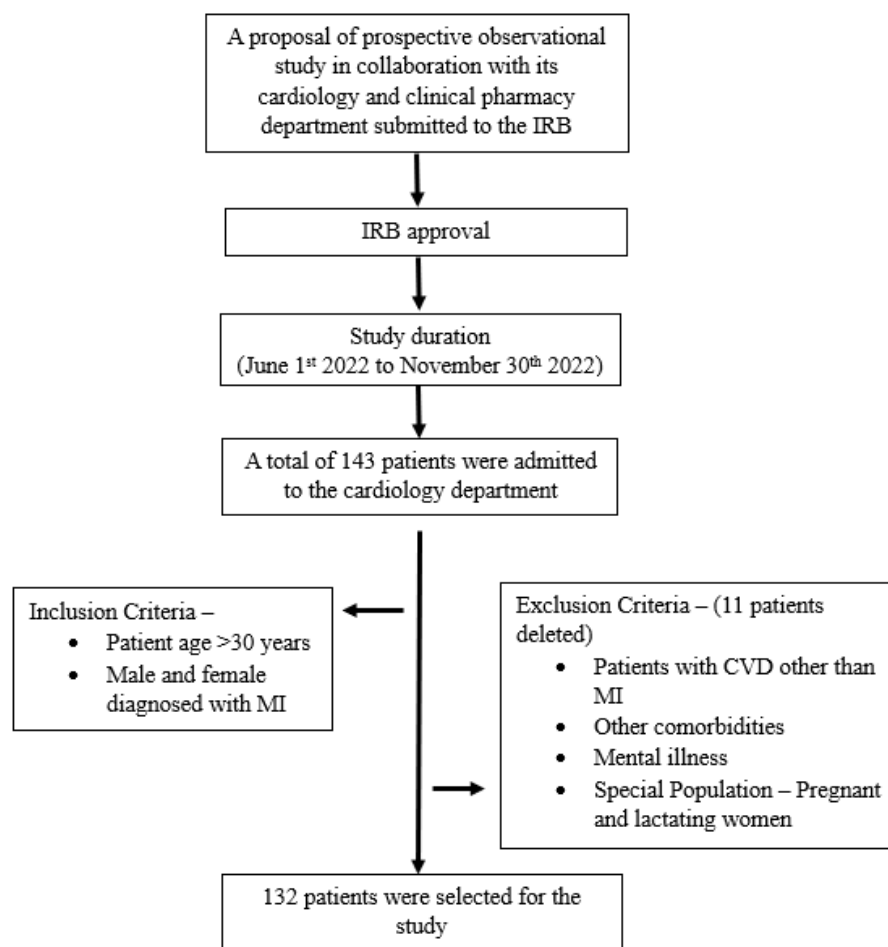 A proposal of prospective observational
study in collaboration with its
cardiology and clinical pharmacy
department submitted to the IRB
IRB approval
Study duration
(June 1st 2022 to November 30th 2022)
A total of 143 patients were admitted
to the cardiology department
Inclusion Criteria –
• Patient age >30 years
• Male and female
diagnosed with MI
Exclusion Criteria – (11 patients
deleted)
• Patients with CVD other than
MI
• Other comorbidities
• Mental illness
• Special Population – Pregnant
and lactating women
132 patients were selected for the
study